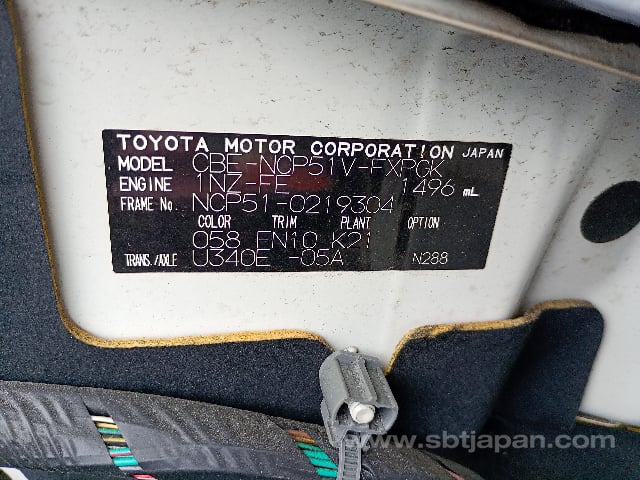 TOYOTA MOTOR CORPORATION JAPAN
MODEL CBE-NCP51V-EXPGK
ENGINE 1NZ-FE 1496 mL
FRAME No. NCP51-0219304
COLOR TRIM PLANT OPTION
058 EN10 K21
TRANS./AXLE U340E -05A N288
www.sbtjapan.com